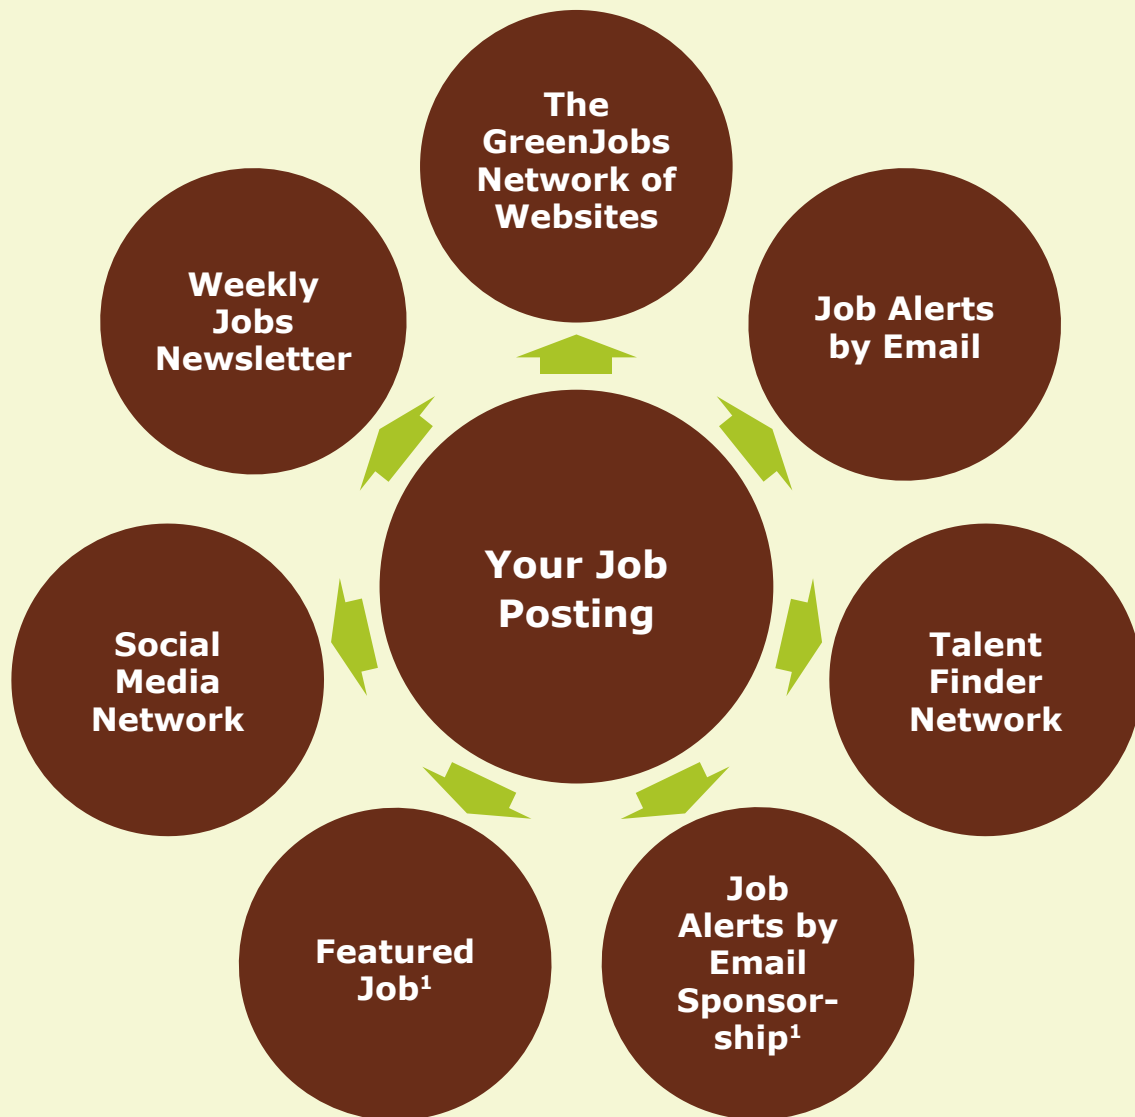 The
GreenJobs
Network of
Websites
Job Alerts
by Email
Talent
Finder
Network
Job
Alerts by
Email
Sponsor-
ship¹
Featured
Job¹
Social
Media
Network
Weekly
Jobs
Newsletter
Your Job
Posting